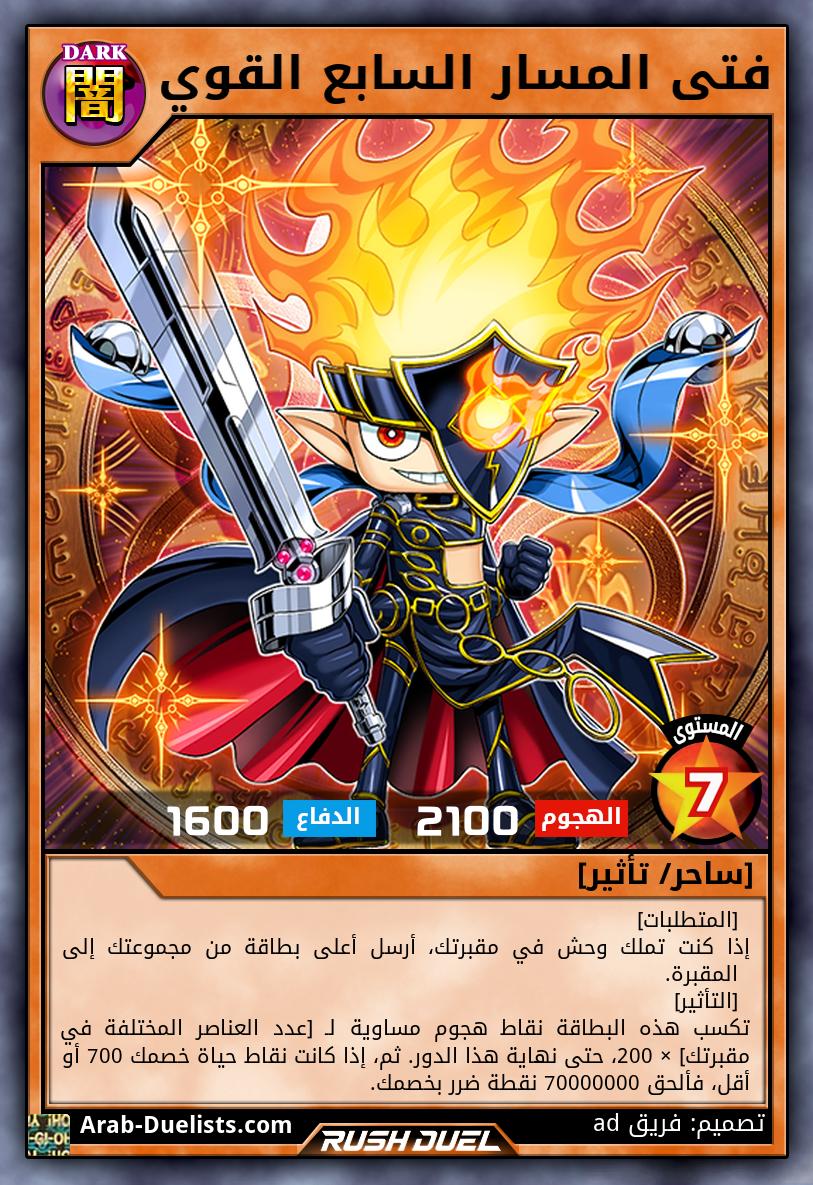 DARK
闇
فتى المسار السابع القوي
المستوى
7
الهجوم 2100 الدفاع 1600
[ساحر/ تأثير]
[المتطلبات]
إذا كنت تملك وحش في مقبرتك، أرسل أعلى بطاقة من مجموعتك إلى
المقبرة.
[التأثير]
تكسب هذه البطاقة نقاط هجوم مساوية لـ [عدد العناصر المختلفة في
مقبرتك] × 200، حتى نهاية هذا الدور. ثم، إذا كانت نقاط حياة خصمك 700 أو
أقل، فألحق 70000000 نقطة ضرر بخصمك.
تصميم: فريق ad
RUSH DUEL
Arab-Duelists.com